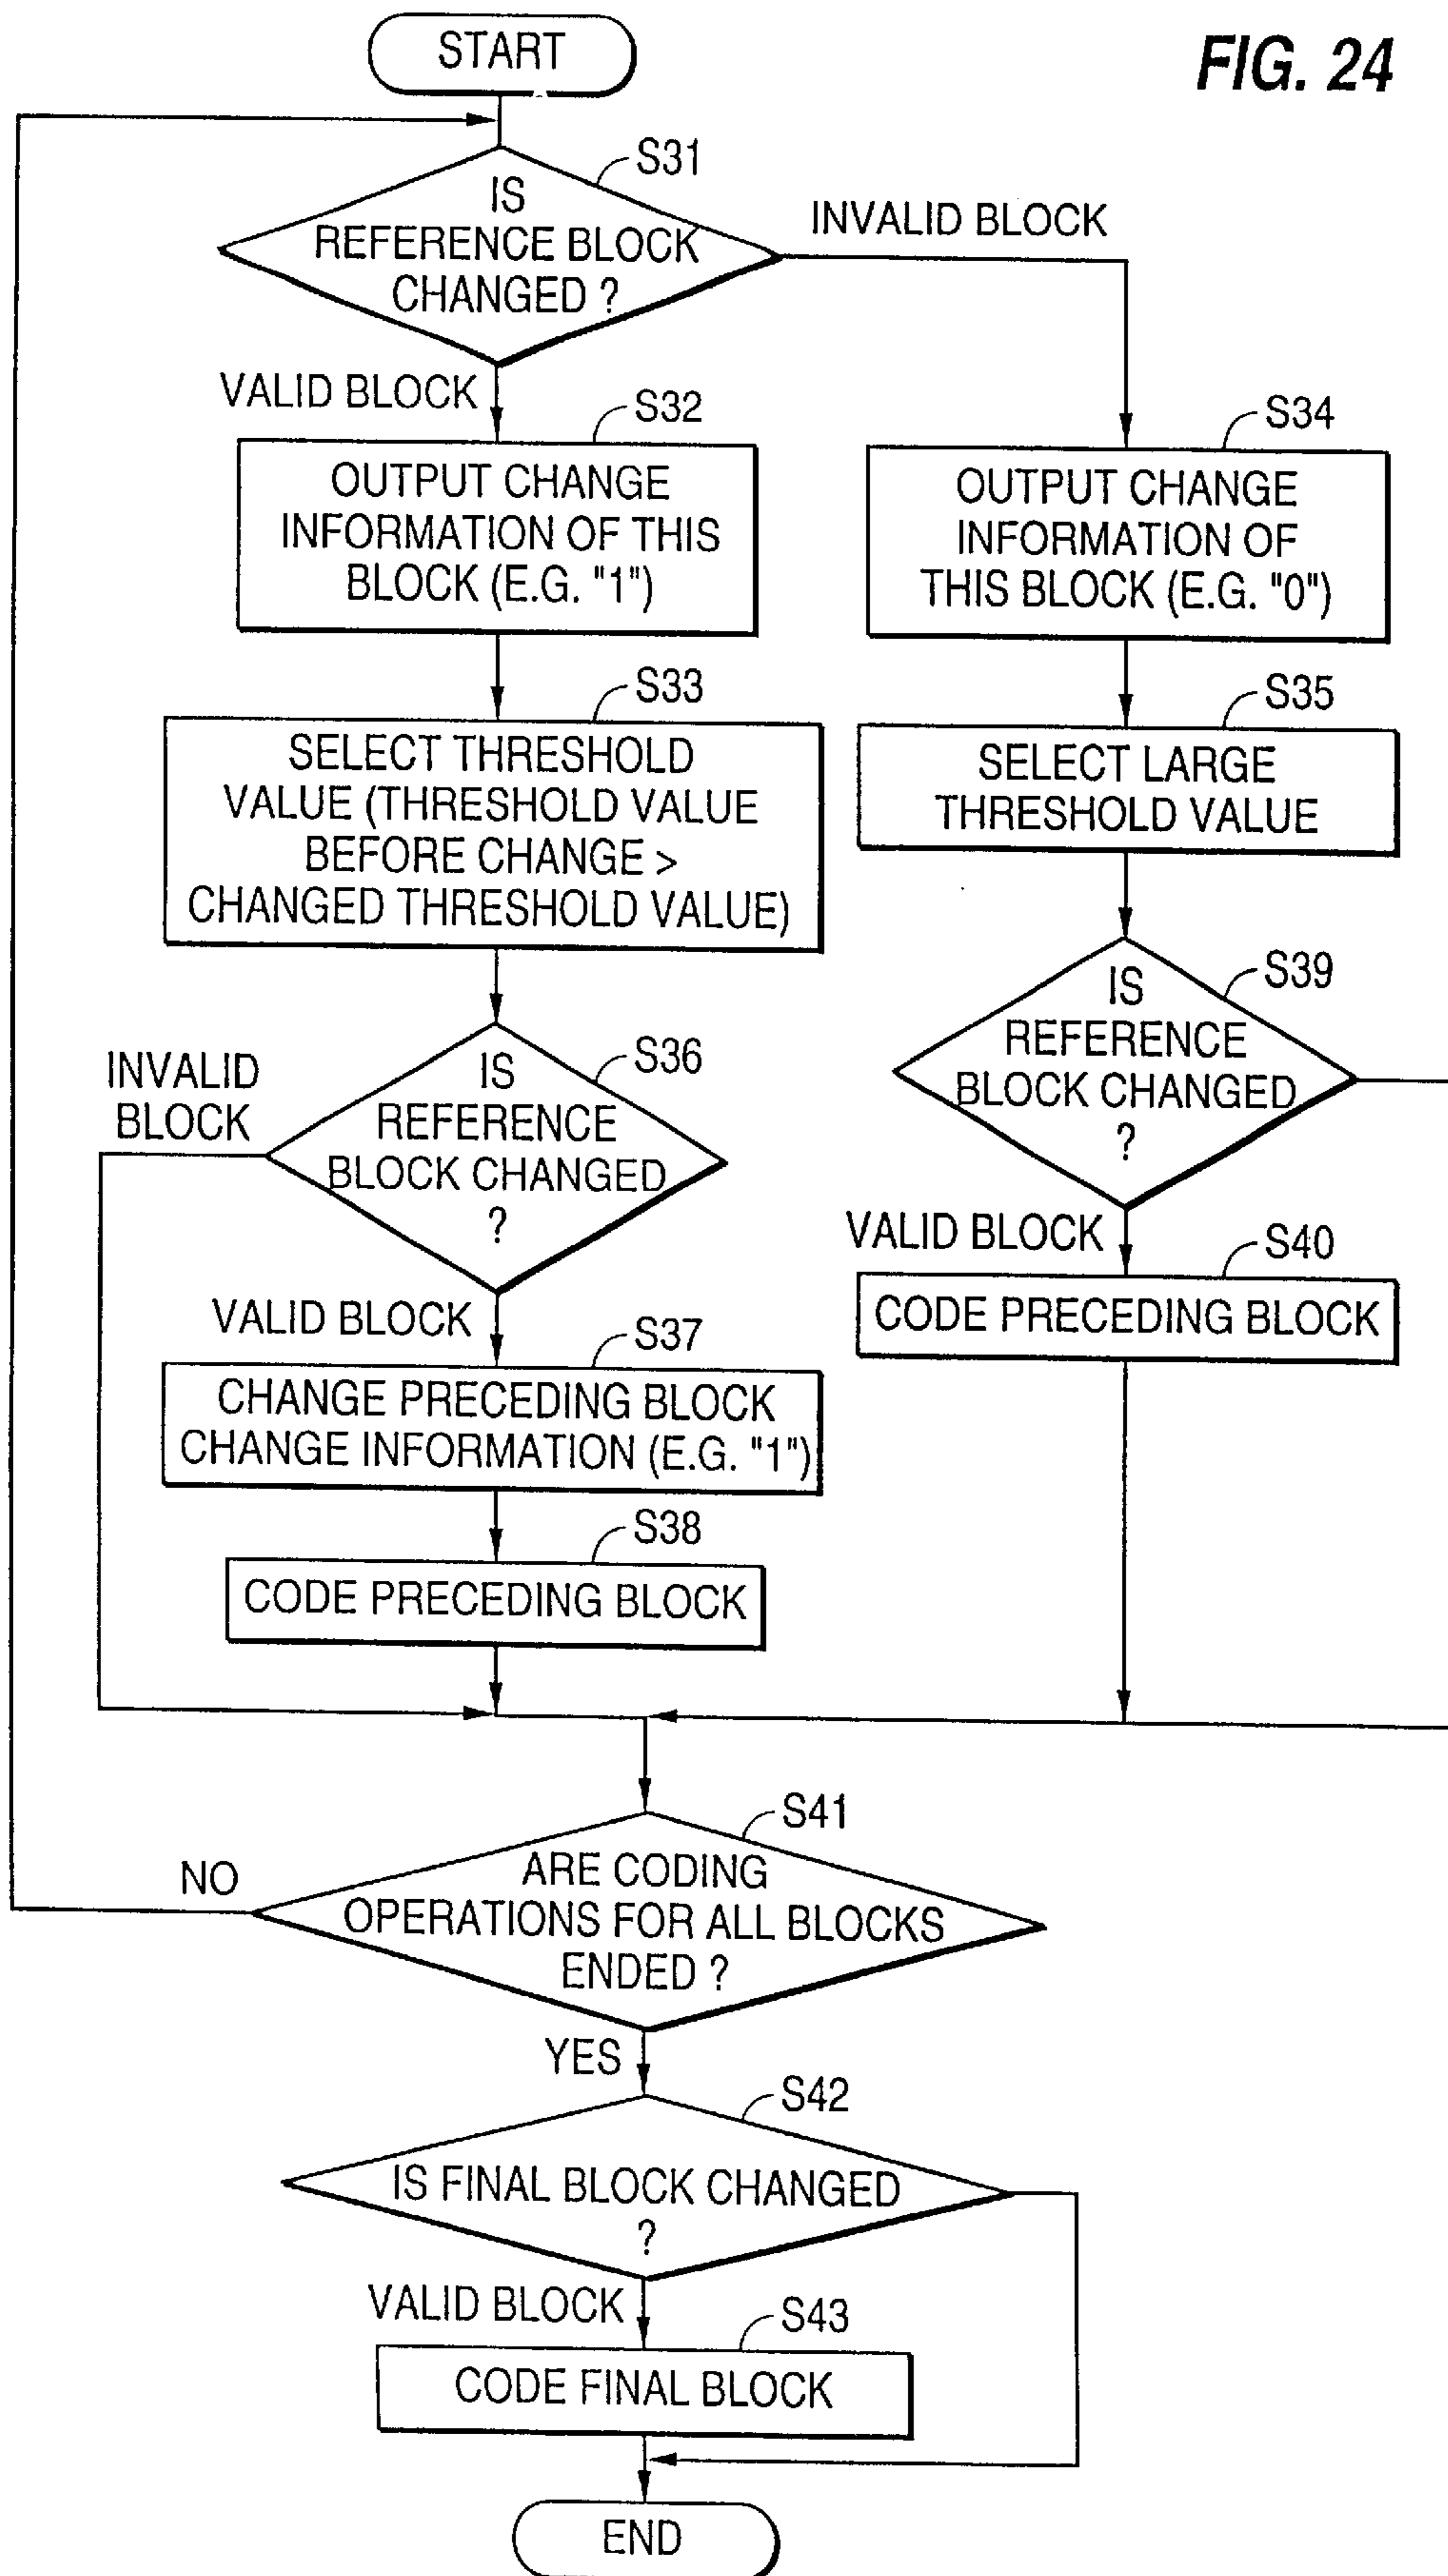 FIG. 24
START
S31
IS
REFERENCE BLOCK
CHANGED ?
INVALID BLOCK
VALID BLOCK
S32
OUTPUT CHANGE
INFORMATION OF THIS
BLOCK (E.G. "1")
S34
OUTPUT CHANGE
INFORMATION OF
THIS BLOCK (E.G. "0")
S33
SELECT THRESHOLD
VALUE (THRESHOLD VALUE
BEFORE CHANGE >
CHANGED THRESHOLD VALUE)
S35
SELECT LARGE
THRESHOLD VALUE
S36
IS
REFERENCE
BLOCK CHANGED
?
INVALID
BLOCK
S39
IS
REFERENCE
BLOCK CHANGED
?
VALID BLOCK
S37
CHANGE PRECEDING BLOCK
CHANGE INFORMATION (E.G. "1")
VALID BLOCK
S40
CODE PRECEDING BLOCK
S38
CODE PRECEDING BLOCK
S41
ARE CODING
OPERATIONS FOR ALL BLOCKS
ENDED ?
NO
YES
S42
IS FINAL BLOCK CHANGED
?
VALID BLOCK
S43
CODE FINAL BLOCK
END